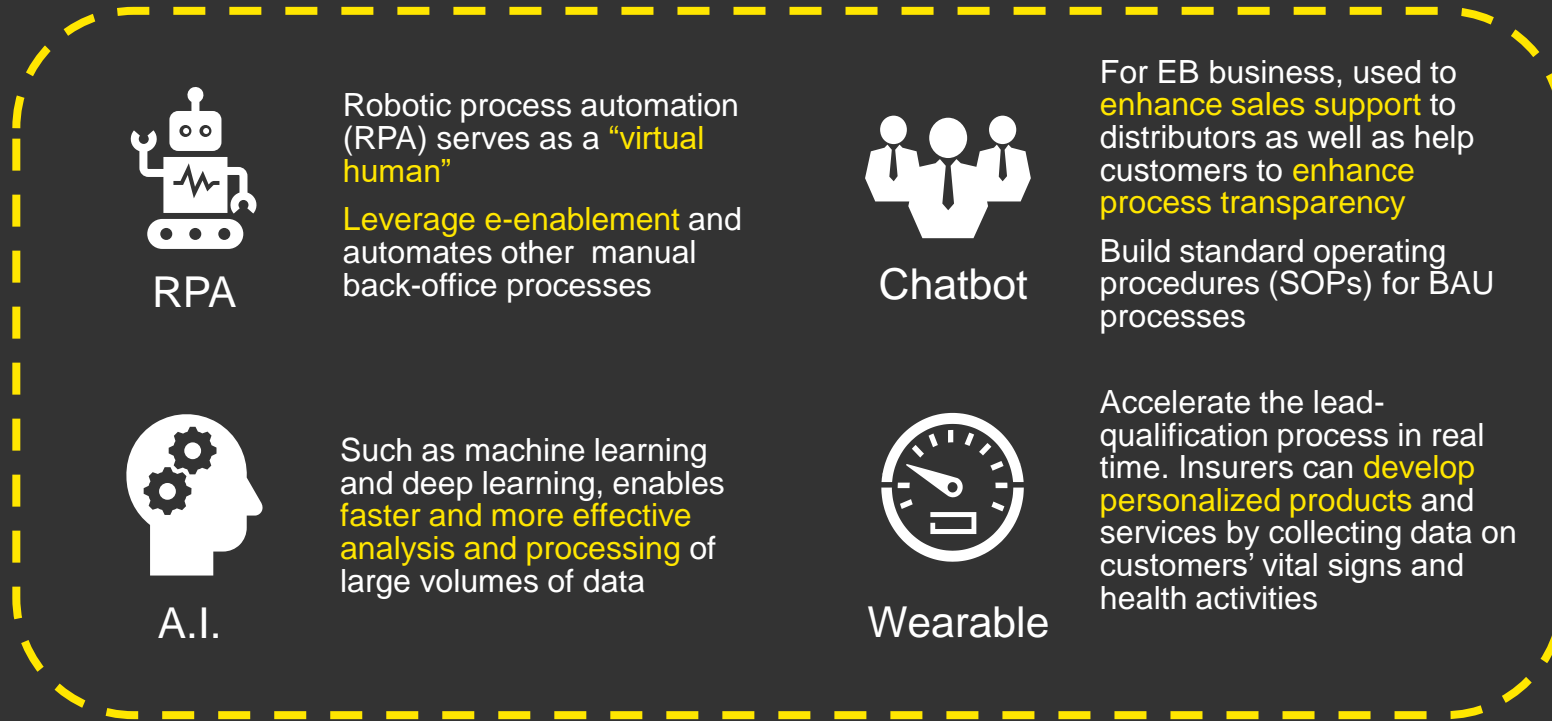 Robotic process automation
(RPA) serves as a “virtual
human”
Leverage e-enablement and
automates other manual
back-office processes
RPA
For EB business, used to
enhance sales support to
distributors as well as help
customers to enhance
process transparency
Build standard operating
procedures (SOPs) for BAU
processes
Chatbot
Such as machine learning
and deep learning, enables
faster and more effective
analysis and processing of
large volumes of data
A.I.
Accelerate the lead-
qualification process in real
time. Insurers can develop
personalized products and
services by collecting data on
customers’ vital signs and
health activities
Wearable